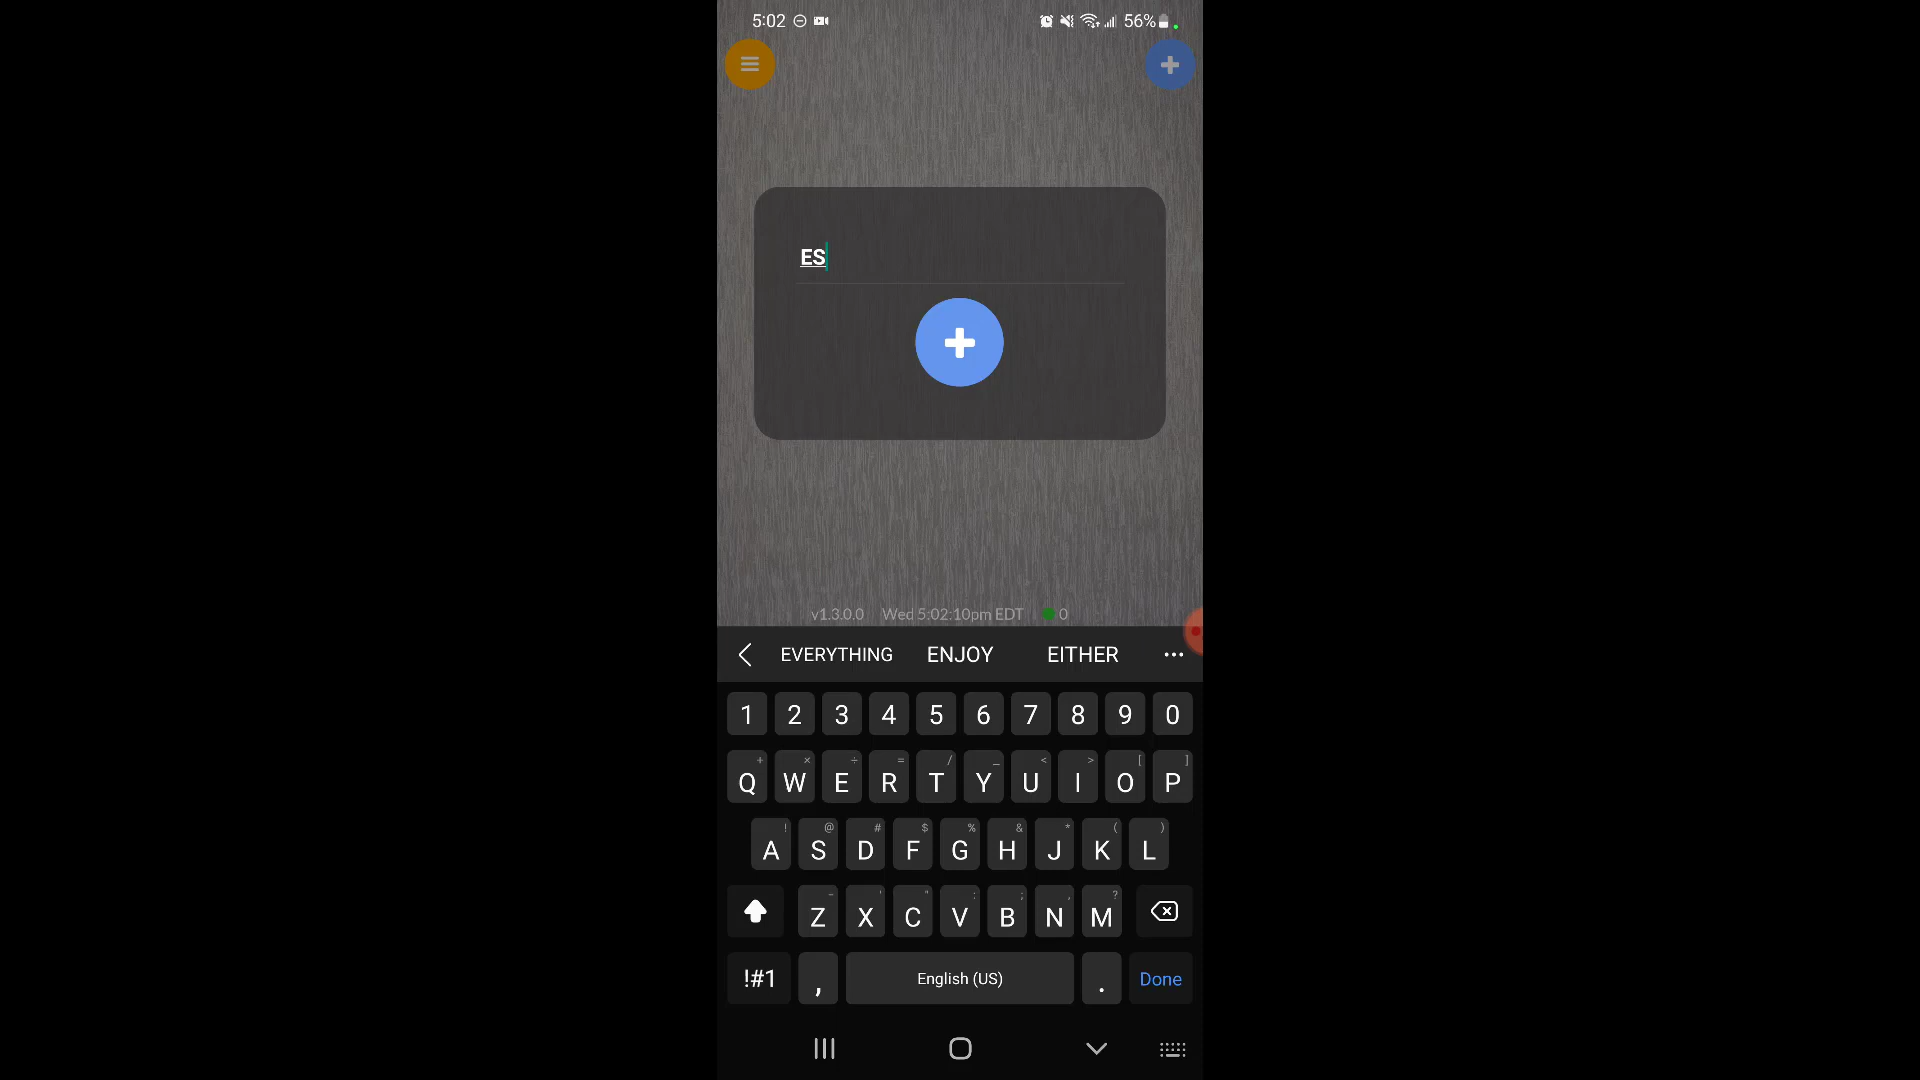 5:02 56%
ES
v1.3.0.0 Wed 5:02:10pm EDT 0
EVERYTHING ENJOY EITHER ...
1 2 3 4 5 6 7 8 9 0
+ × ÷ = / _ < > [ ]
Q W E R T Y U I O P
! @ # $ % & * ( )
A S D F G H J K L
- ' " : ; , ?
Z X C V B N M
!#1 , English (US) . Done